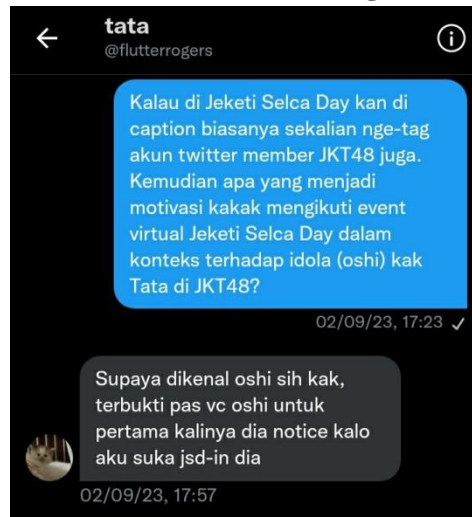 tata
@flutterrogers
Kalau di Jeketi Selca Day kan di
caption biasanya sekalian nge-tag
akun twitter member JKT48 juga.
Kemudian apa yang menjadi
motivasi kakak mengikuti event
virtual Jeketi Selca Day dalam
konteks terhadap idola (oshi) kak
Tata di JKT48?
02/09/23, 17:23 ✓
Supaya dikenal oshi sih kak,
terbukti pas vc oshi untuk
pertama kalinya dia notice kalo
aku suka jsd-in dia
02/09/23, 17:57